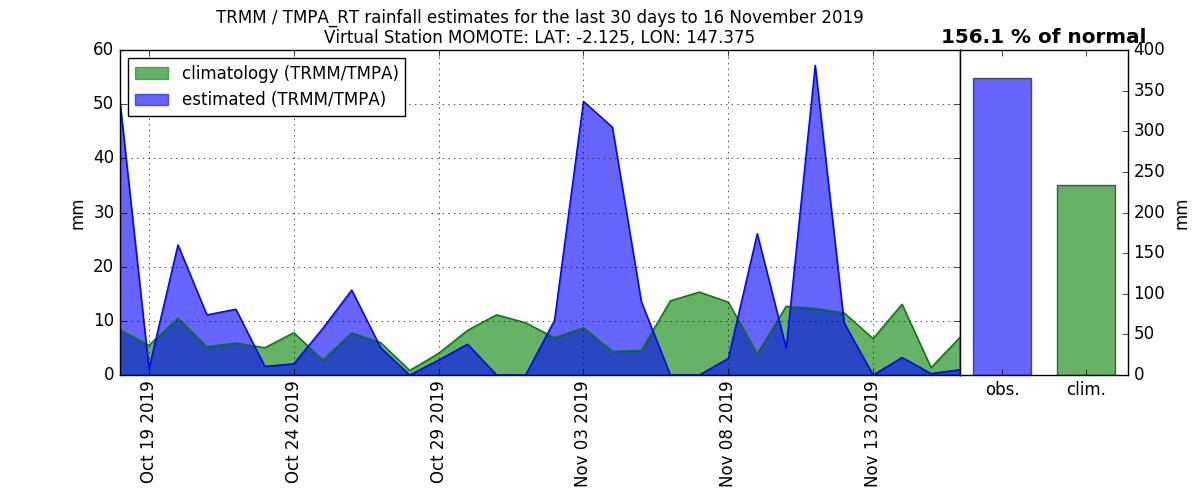 TRMM / TMPA_RT rainfall estimates for the last 30 days to 16 November 2019
Virtual Station MOMOTE: LAT: -2.125, LON: 147.375
156.1 % of normal
climatology (TRMM/TMPA)
estimated (TRMM/TMPA)
60
50
40
30
20
10
0
mm
Oct 19 2019
Oct 24 2019
Oct 29 2019
Nov 03 2019
Nov 08 2019
Nov 13 2019
400
350
300
250
200
150
100
50
0
mm
obs.
clim.